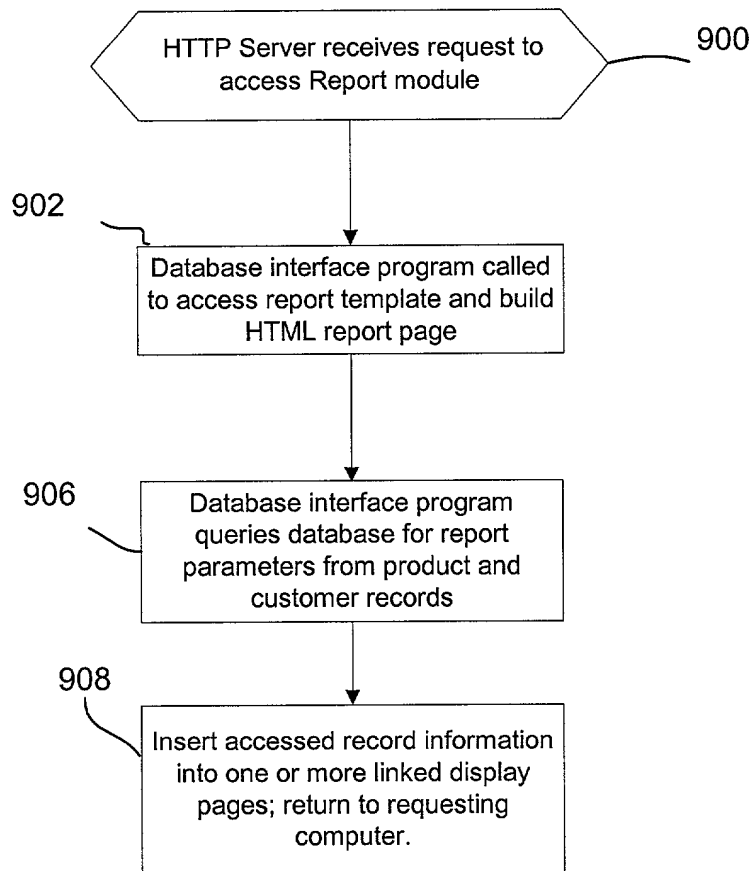 HTTP Server receives request to
access Report module
900
902
Database interface program called
to access report template and build
HTML report page
906
Database interface program
queries database for report
parameters from product and
customer records
908
Insert accessed record information
into one or more linked display
pages; return to requesting
computer.